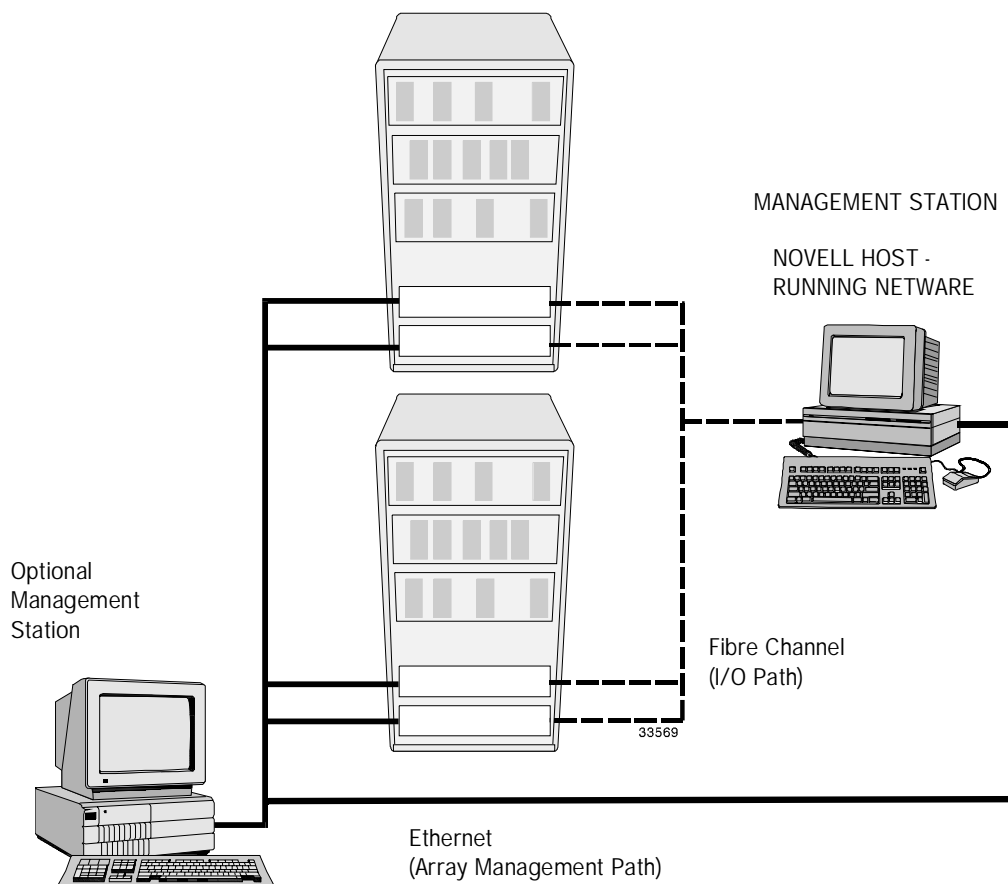 MANAGEMENT STATION
NOVELL HOST -
RUNNING NETWARE
Optional
Management
Station
Fibre Channel
(I/O Path)
33569
Ethernet
(Array Management Path)